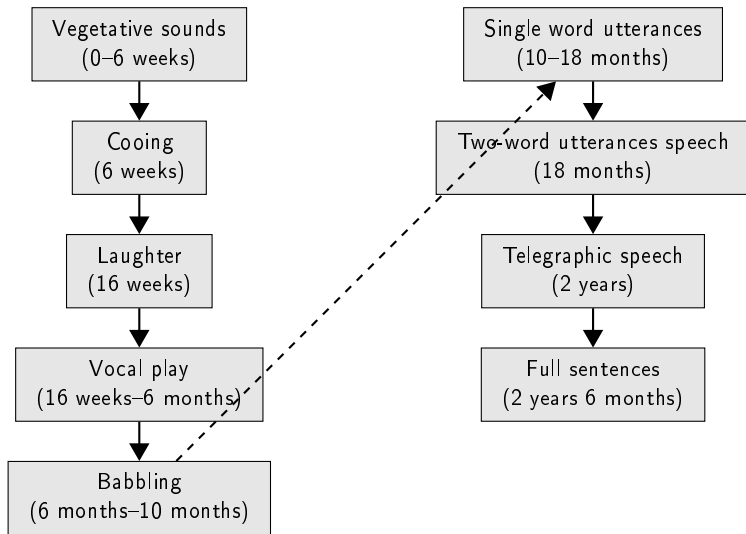 Vegetative sounds
(0–6 weeks)
Cooing
(6 weeks)
Laughter
(16 weeks)
Vocal play
(16 weeks–6 months)
Babbling
(6 months–10 months)
Single word utterances
(10–18 months)
Two-word utterances speech
(18 months)
Telegraphic speech
(2 years)
Full sentences
(2 years 6 months)